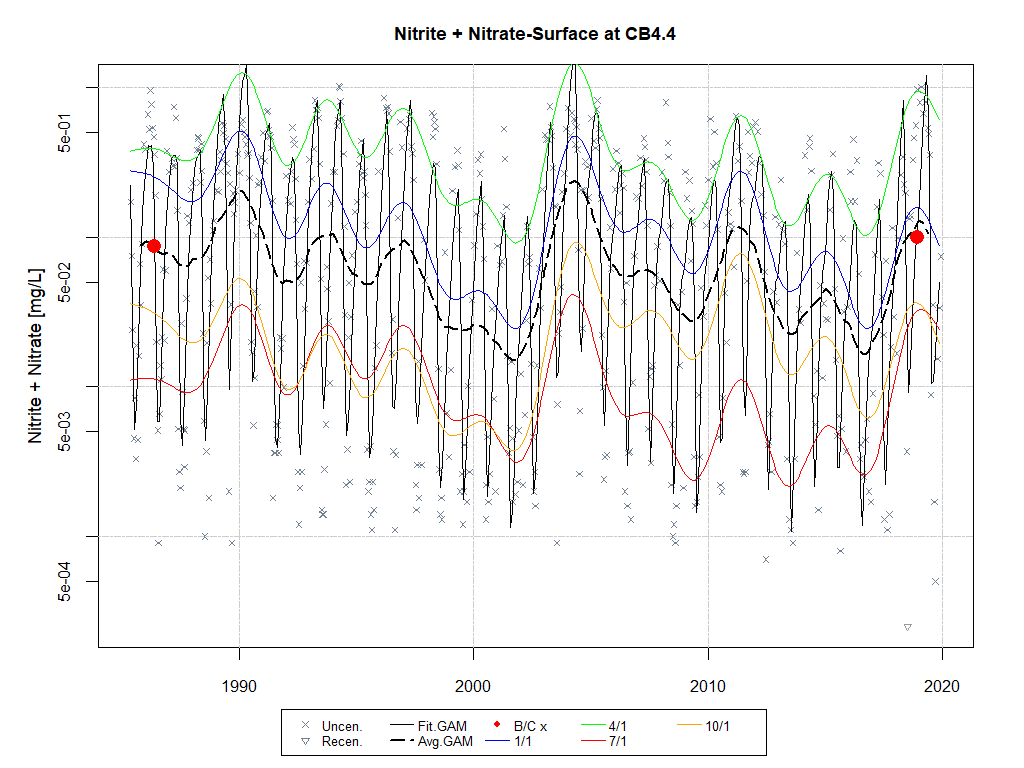 Nitrite + Nitrate-Surface at CB4.4
Nitrite + Nitrate [mg/L]
5e-01
5e-02
5e-03
5e-04
1990 2000 2010 2020
Uncen. Fit.GAM B/C x 4/1 10/1
Recen. Avg.GAM 1/1 7/1